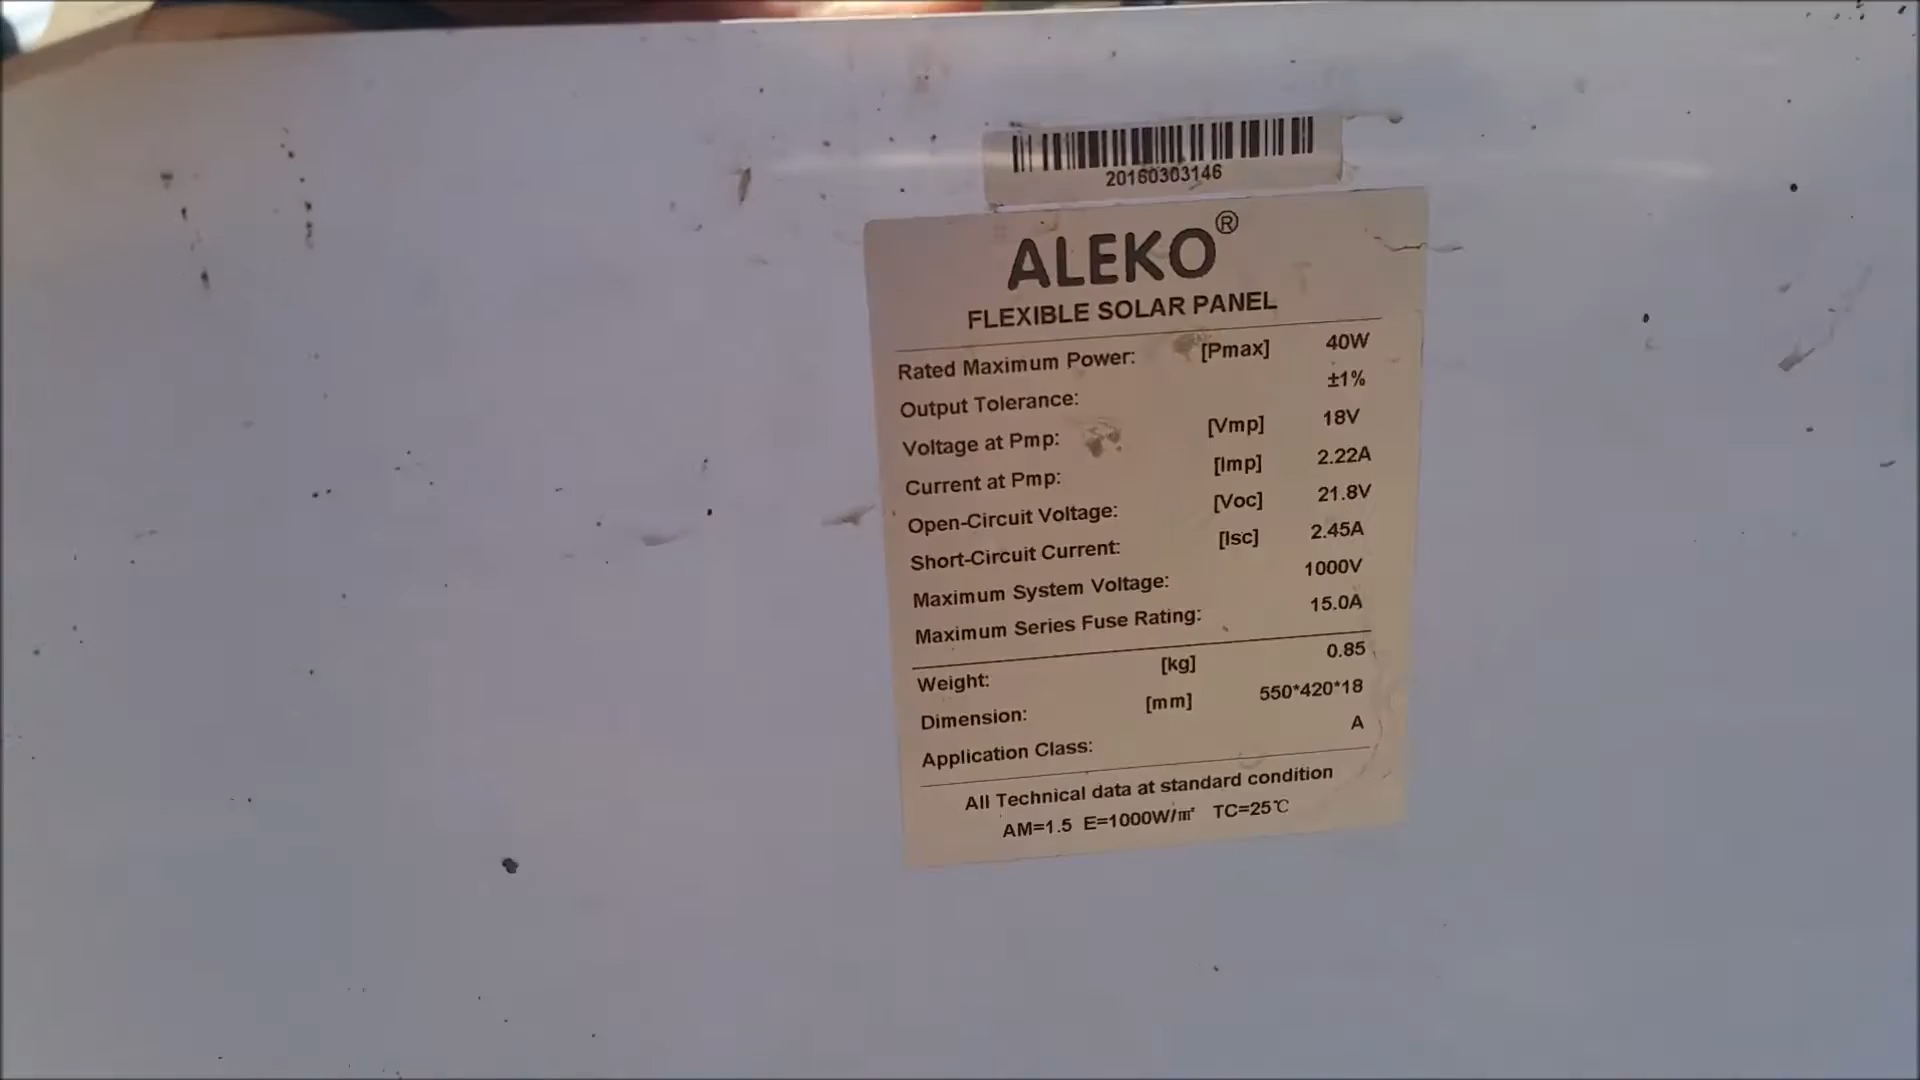 20160303146
ALEKO®
FLEXIBLE SOLAR PANEL
Rated Maximum Power: [Pmax] 40W
Output Tolerance: ±1%
Voltage at Pmp: [Vmp] 18V
Current at Pmp: [Imp] 2.22A
Open-Circuit Voltage: [Voc] 21.8V
Short-Circuit Current: [Isc] 2.45A
Maximum System Voltage: 1000V
Maximum Series Fuse Rating: 15.0A
Weight: [kg] 0.85
Dimension: [mm] 550*420*18
Application Class: A
All Technical data at standard condition
AM=1.5 E=1000W/㎡ TC=25℃